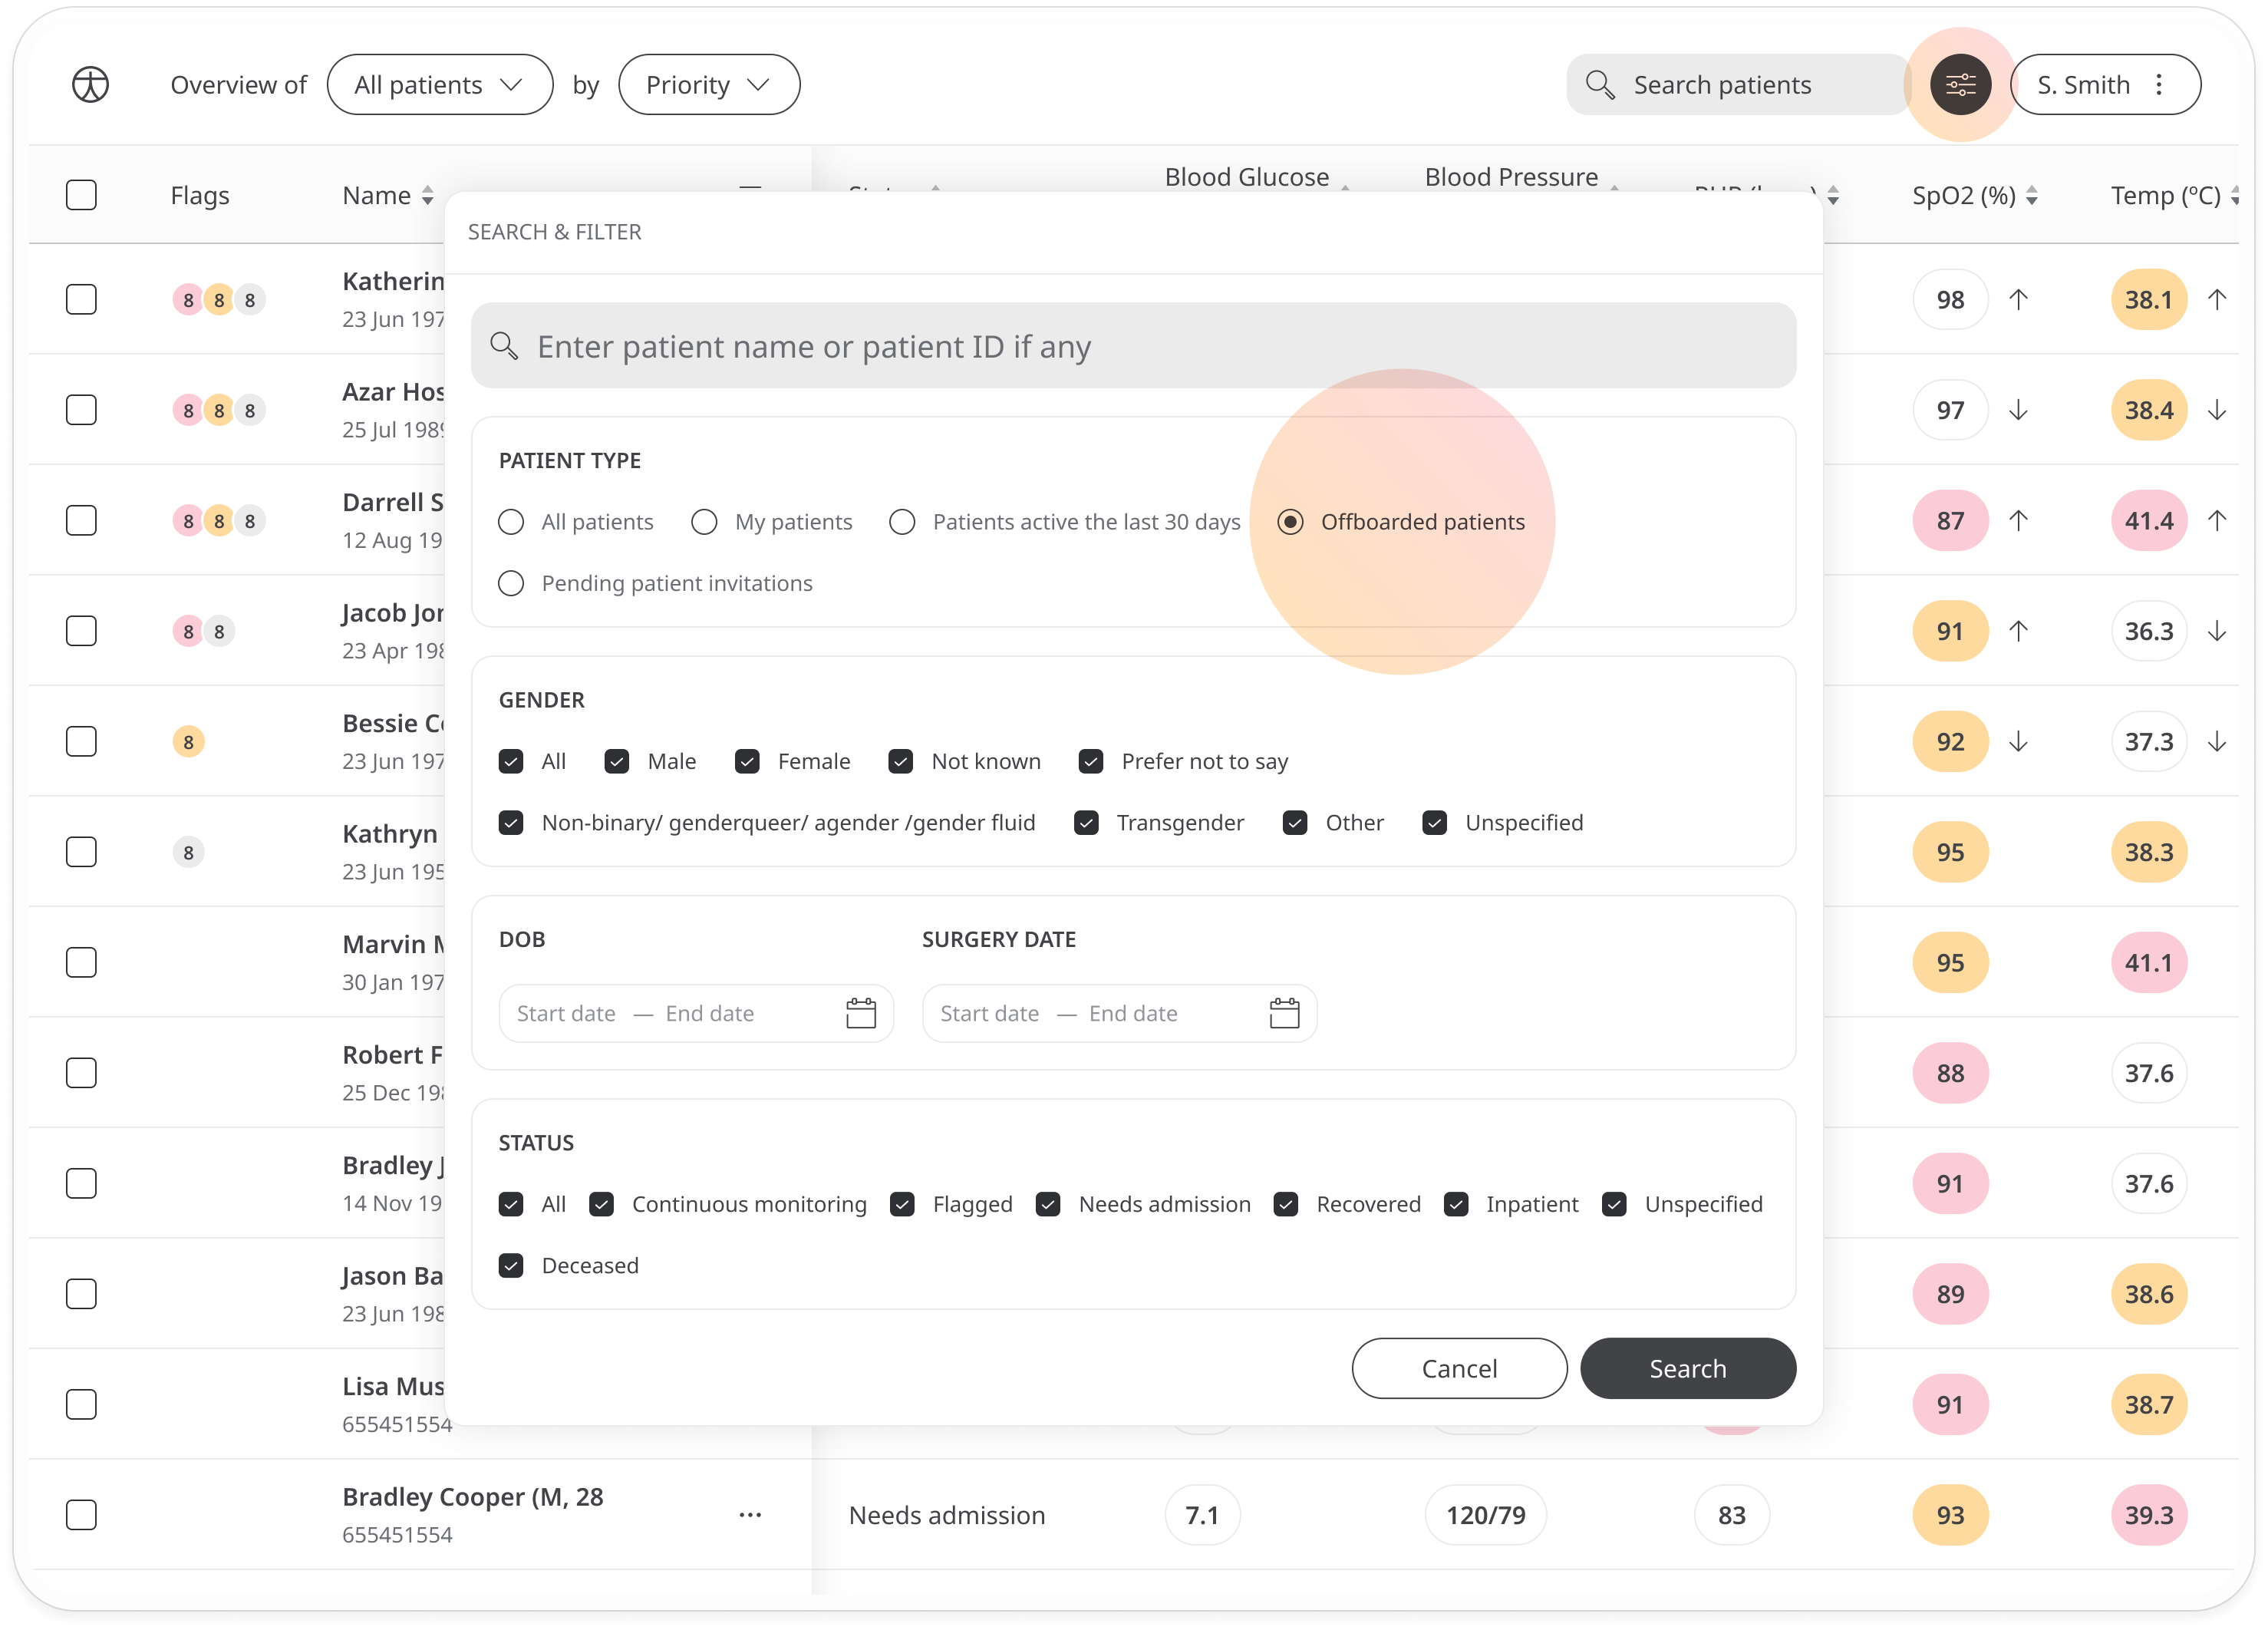 Overview of All patients by Priority Search patients S. Smith
Flags Name Blood Glucose Blood Pressure SpO2 (%) Temp (ºC)
SEARCH & FILTER
Enter patient name or patient ID if any
PATIENT TYPE
All patients My patients Patients active the last 30 days Offboarded patients
Pending patient invitations
GENDER
All Male Female Not known Prefer not to say
Non-binary/ genderqueer/ agender /gender fluid Transgender Other Unspecified
DOB SURGERY DATE
Start date — End date Start date — End date
STATUS
All Continuous monitoring Flagged Needs admission Recovered Inpatient Unspecified
Deceased
Cancel Search
8 8 8 Katherin 98 38.1
23 Jun 197
8 8 8 Azar Hos 97 38.4
25 Jul 1989
8 8 8 Darrell S 87 41.4
12 Aug 19
8 8 Jacob Jor 91 36.3
23 Apr 198
8 Bessie 92 37.3
23 Jun 197
8 Kathryn 95 38.3
23 Jun 195
Marvin 95 41.1
30 Jan 197
Robert F 88 37.6
25 Dec 198
Bradley J 91 37.6
14 Nov 19
Jason Ba 89 38.6
23 Jun 198
Lisa Mus 91 38.7
655451554
Bradley Cooper (M, 28 Needs admission 7.1 120/79 83 93 39.3
655451554